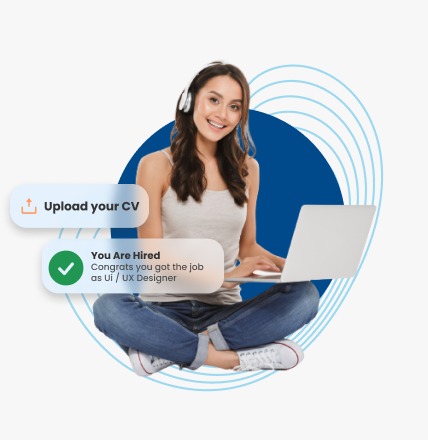 Upload your CV
You Are Hired
Congrats you got the job
as Ui / UX Designer